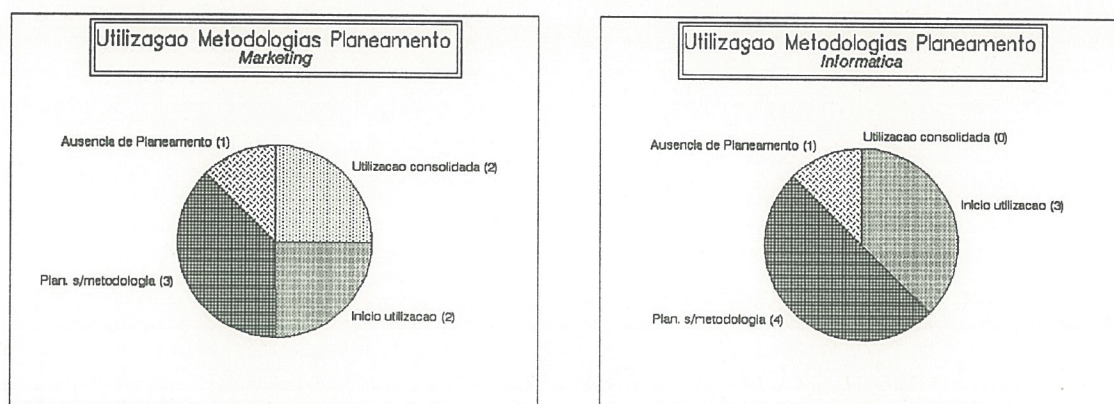 Utilizaçao Metodologias Planeamento
Marketing
Ausencia de Planeamento (1)
Utilizacao consolidada (2)
Plan. s/metodologia (3)
Inicio utilizacao (2)
Utilizaçao Metodologias Planeamento
Informatica
Utilizacao consolidada (0)
Ausencia de Planeamento (1)
Inicio utilizacao (3)
Plan. s/metodologia (4)